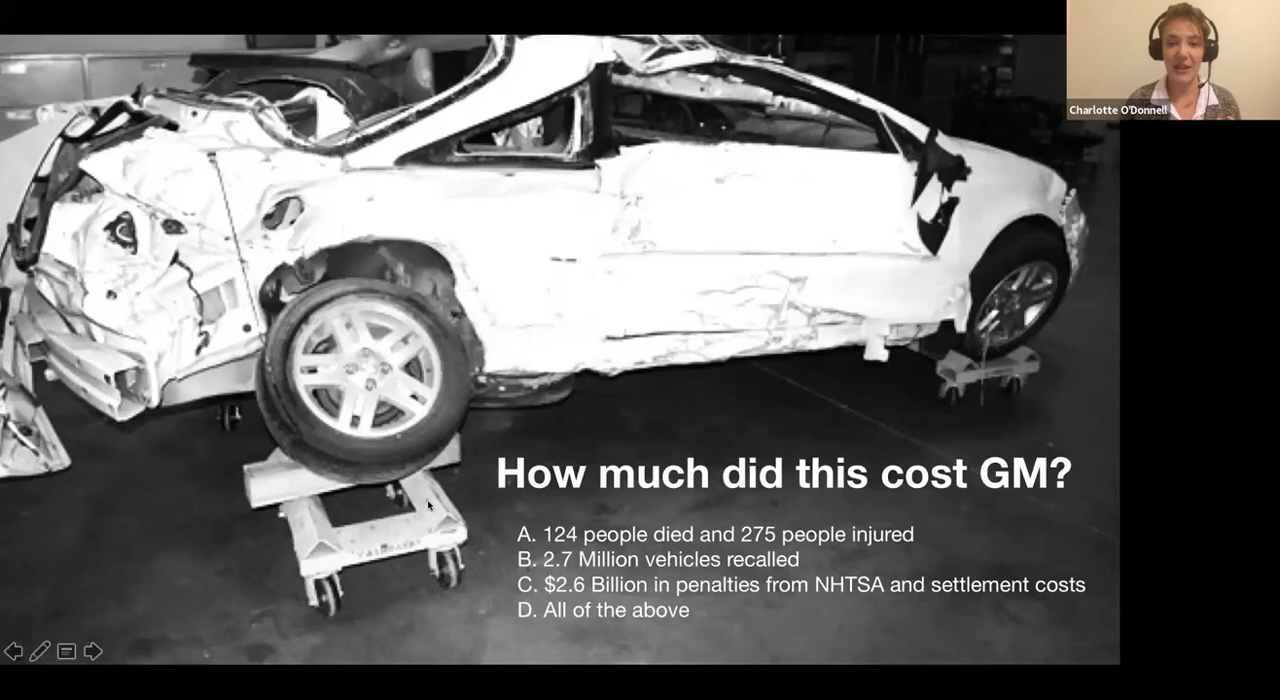 Charlotte O'Donnell
How much did this cost GM?
A. 124 people died and 275 people injured
B. 2.7 Million vehicles recalled
C. $2.6 Billion in penalties from NHTSA and settlement costs
D. All of the above